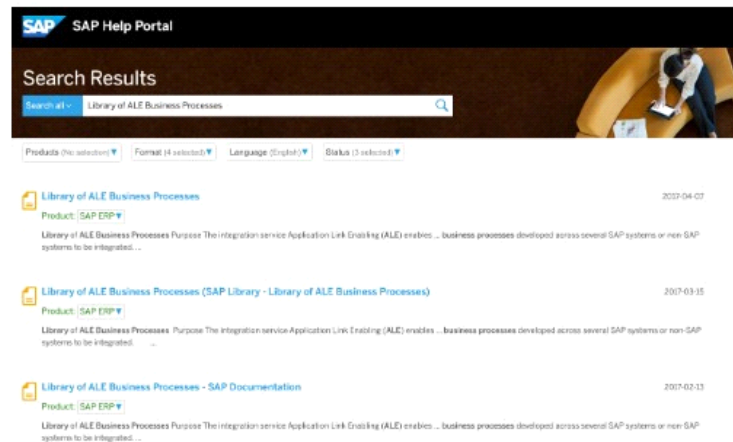 SAP SAP Help Portal
Search Results
Search all Library of ALE Business Processes
Products (No selection) Format (4 selected) Language (English) Status (3 selected)
Library of ALE Business Processes 2017-04-07
Product: SAP ERP
Library of ALE Business Processes Purpose The integration service Application Link Enabling (ALE) enables ... business processes developed across several SAP systems or non-SAP
systems to be integrated. ...
Library of ALE Business Processes (SAP Library - Library of ALE Business Processes) 2017-03-15
Product: SAP ERP
Library of ALE Business Processes Purpose The integration service Application Link Enabling (ALE) enables ... business processes developed across several SAP systems or non-SAP
systems to be integrated. ...
Library of ALE Business Processes - SAP Documentation 2017-02-13
Product: SAP ERP
Library of ALE Business Processes Purpose The integration service Application Link Enabling (ALE) enables ... business processes developed across several SAP systems or non-SAP
systems to be integrated. ...